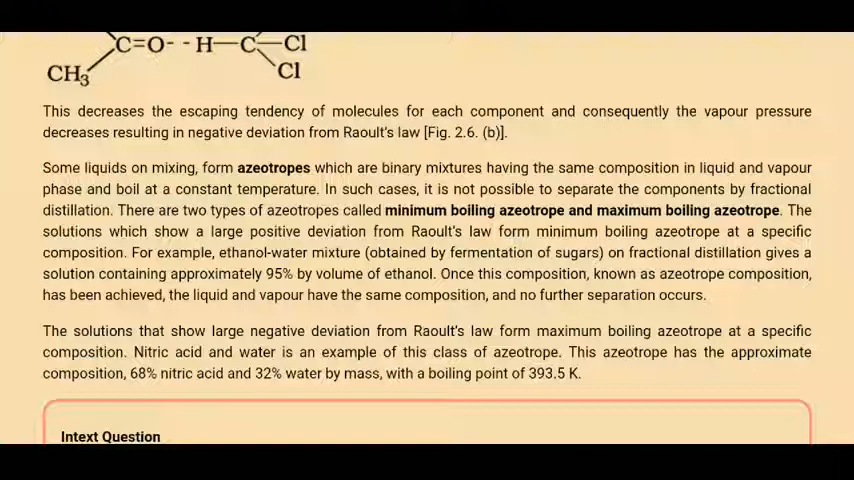 C=O- - H—C—Cl
CH3 Cl
This decreases the escaping tendency of molecules for each component and consequently the vapour pressure
decreases resulting in negative deviation from Raoult's law [Fig. 2.6. (b)].
Some liquids on mixing, form azeotropes which are binary mixtures having the same composition in liquid and vapour
phase and boil at a constant temperature. In such cases, it is not possible to separate the components by fractional
distillation. There are two types of azeotropes called minimum boiling azeotrope and maximum boiling azeotrope. The
solutions which show a large positive deviation from Raoult's law form minimum boiling azeotrope at a specific
composition. For example, ethanol-water mixture (obtained by fermentation of sugars) on fractional distillation gives a
solution containing approximately 95% by volume of ethanol. Once this composition, known as azeotrope composition,
has been achieved, the liquid and vapour have the same composition, and no further separation occurs.
The solutions that show large negative deviation from Raoult's law form maximum boiling azeotrope at a specific
composition. Nitric acid and water is an example of this class of azeotrope. This azeotrope has the approximate
composition, 68% nitric acid and 32% water by mass, with a boiling point of 393.5 K.
Intext Question